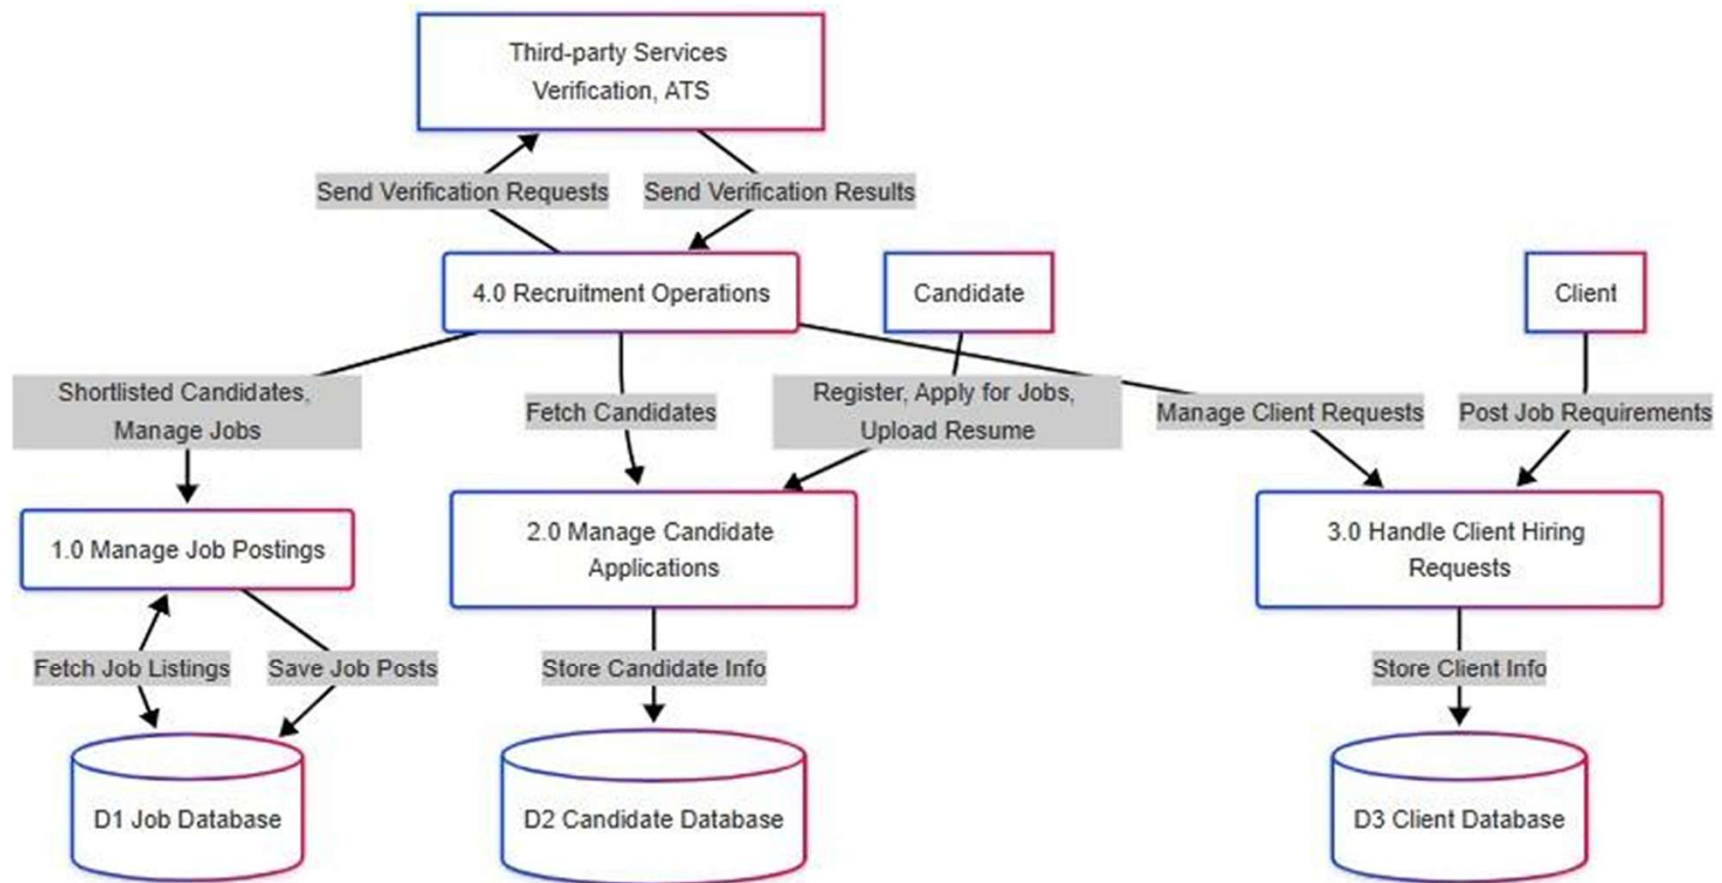 Third-party Services
Verification, ATS
Send Verification Requests
Send Verification Results
4.0 Recruitment Operations
Candidate
Client
Shortlisted Candidates,
Manage Jobs
Fetch Candidates
Register, Apply for Jobs,
Upload Resume
Manage Client Requests
Post Job Requirements
1.0 Manage Job Postings
2.0 Manage Candidate
Applications
3.0 Handle Client Hiring
Requests
Fetch Job Listings
Save Job Posts
Store Candidate Info
Store Client Info
D1 Job Database
D2 Candidate Database
D3 Client Database